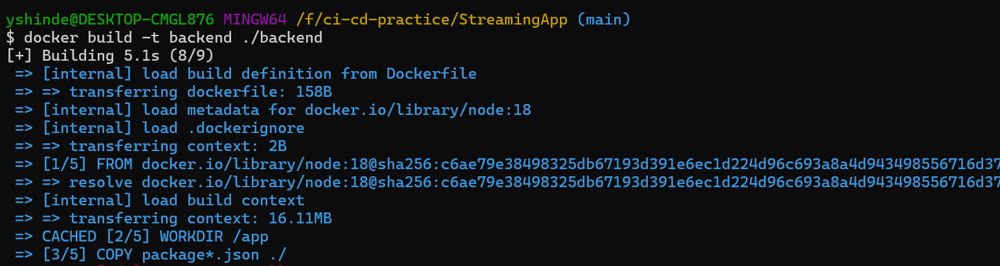 yshinde@DESKTOP-CMGL876 MINGW64 /f/ci-cd-practice/StreamingApp (main)
$ docker build -t backend ./backend
[+] Building 5.1s (8/9)
 => [internal] load build definition from Dockerfile
 => => transferring dockerfile: 158B
 => [internal] load metadata for docker.io/library/node:18
 => [internal] load .dockerignore
 => => transferring context: 2B
 => [1/5] FROM docker.io/library/node:18@sha256:c6ae79e38498325db67193d391e6ec1d224d96c693a8a4d943498556716d37
 => => resolve docker.io/library/node:18@sha256:c6ae79e38498325db67193d391e6ec1d224d96c693a8a4d943498556716d37
 => [internal] load build context
 => => transferring context: 16.11MB
 => CACHED [2/5] WORKDIR /app
 => [3/5] COPY package*.json ./